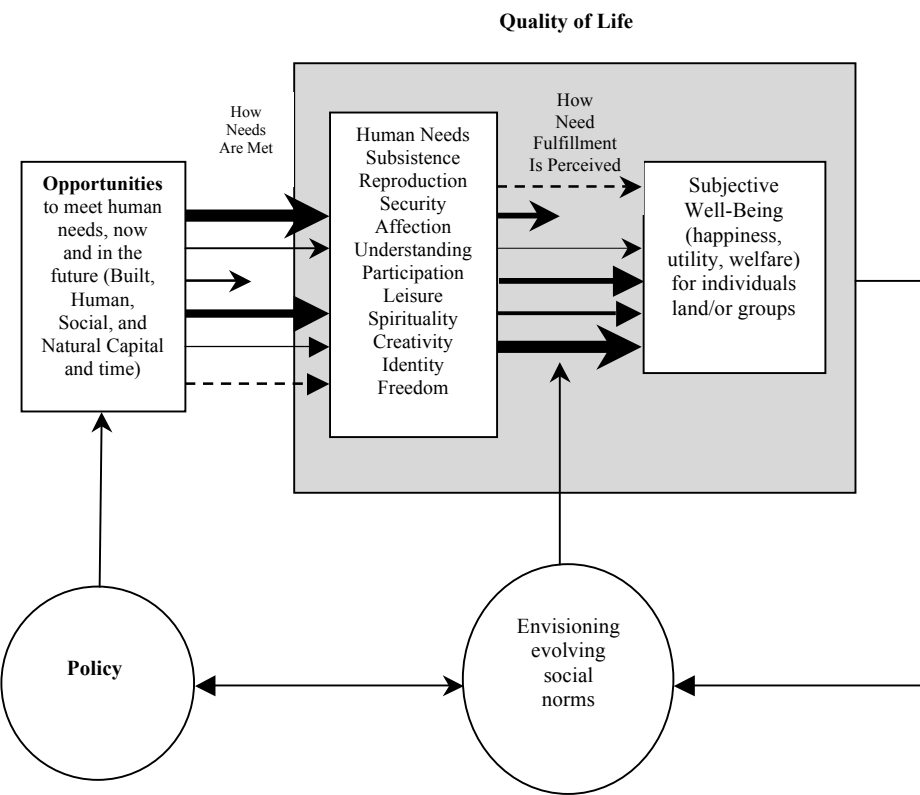 Quality of Life
How
Needs
Are Met
How
Need
Fulfillment
Is Perceived
Opportunities
to meet human
needs, now
and in the
future (Built,
Human,
Social, and
Natural Capital
and time)
Human Needs
Subsistence
Reproduction
Security
Affection
Understanding
Participation
Leisure
Spirituality
Creativity
Identity
Freedom
Subjective
Well-Being
(happiness,
utility, welfare)
for individuals
land/or groups
Policy
Envisioning
evolving
social
norms